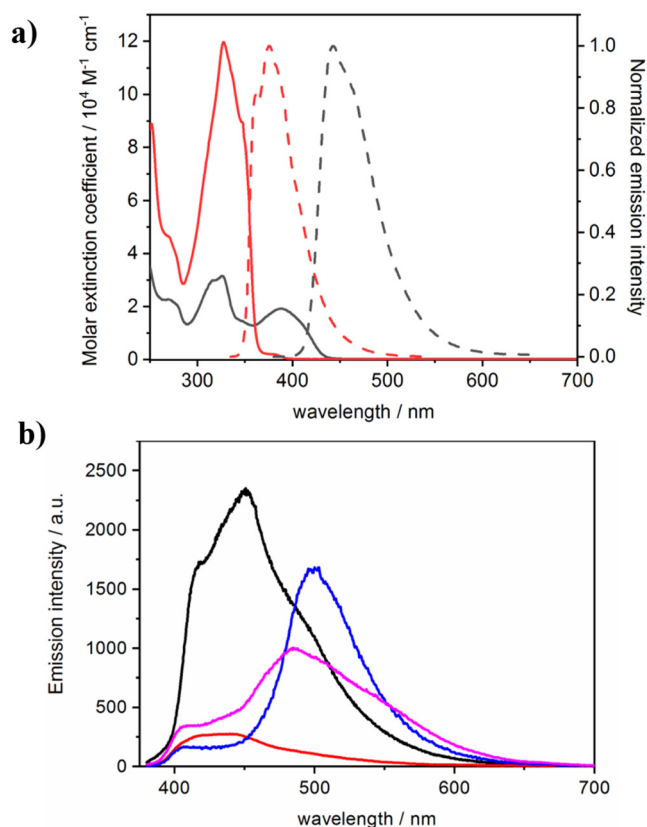 a)
Molar extinction coefficient / 10⁴ M⁻¹ cm⁻¹
12
10
8
6
4
2
0
1.0
0.8
0.6
0.4
0.2
0.0
Normalized emission intensity
300 400 500 600 700
wavelength / nm
b)
Emission intensity / a.u.
2500
2000
1500
1000
500
0
400 500 600 700
wavelength / nm